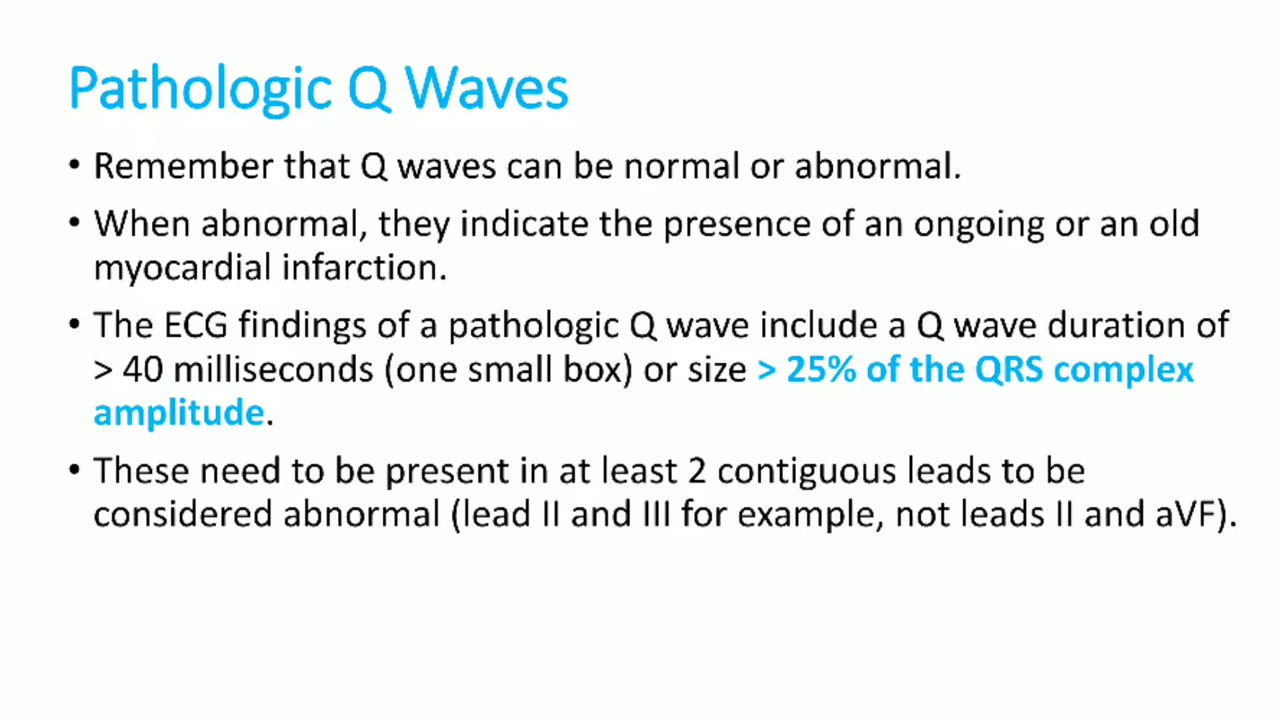 Pathologic Q Waves
• Remember that Q waves can be normal or abnormal.
• When abnormal, they indicate the presence of an ongoing or an old
myocardial infarction.
• The ECG findings of a pathologic Q wave include a Q wave duration of
> 40 milliseconds (one small box) or size > 25% of the QRS complex
amplitude.
• These need to be present in at least 2 contiguous leads to be
considered abnormal (lead II and III for example, not leads II and aVF).